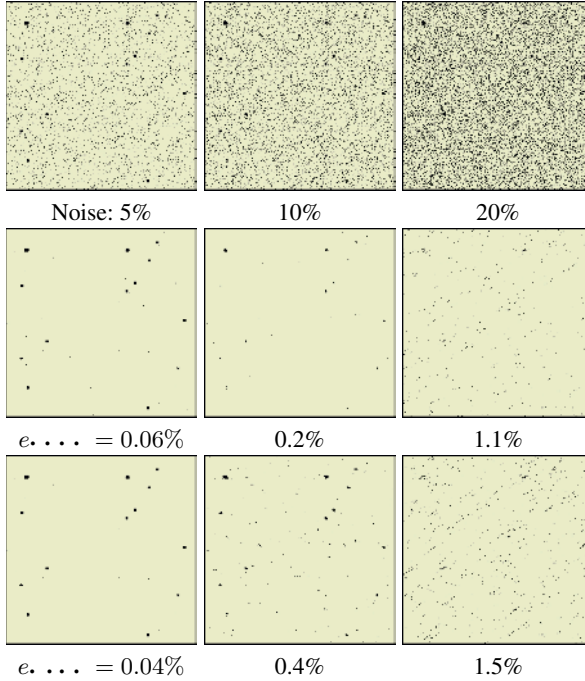 Noise: 5% 10% 20%
e.... = 0.06% 0.2% 1.1%
e.... = 0.04% 0.4% 1.5%